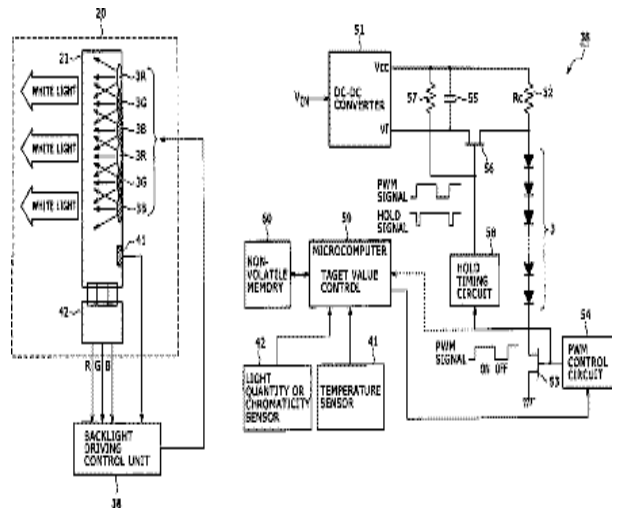 20
21
WHITE LIGHT
WHITE LIGHT
WHITE LIGHT
3R
3G
3B
3R
3G
3B
41
42
R G B
BACKLIGHT
DRIVING
CONTROL UNIT
38
38
51
DC-DC
CONVERTER
VIN
Vcc
Vf
57
55
Rc
52
56
PWM
SIGNAL
HOLD
SIGNAL
3
60
NON-
VOLATILE
MEMORY
59
MICROCOMPUTER
TAGET VALUE
CONTROL
58
HOLD
TIMING
CIRCUIT
54
PWM
CONTROL
CIRCUIT
PWM
SIGNAL
ON OFF
53
42
LIGHT
QUANTITY OR
CHROMATICITY
SENSOR
41
TEMPERATURE
SENSOR